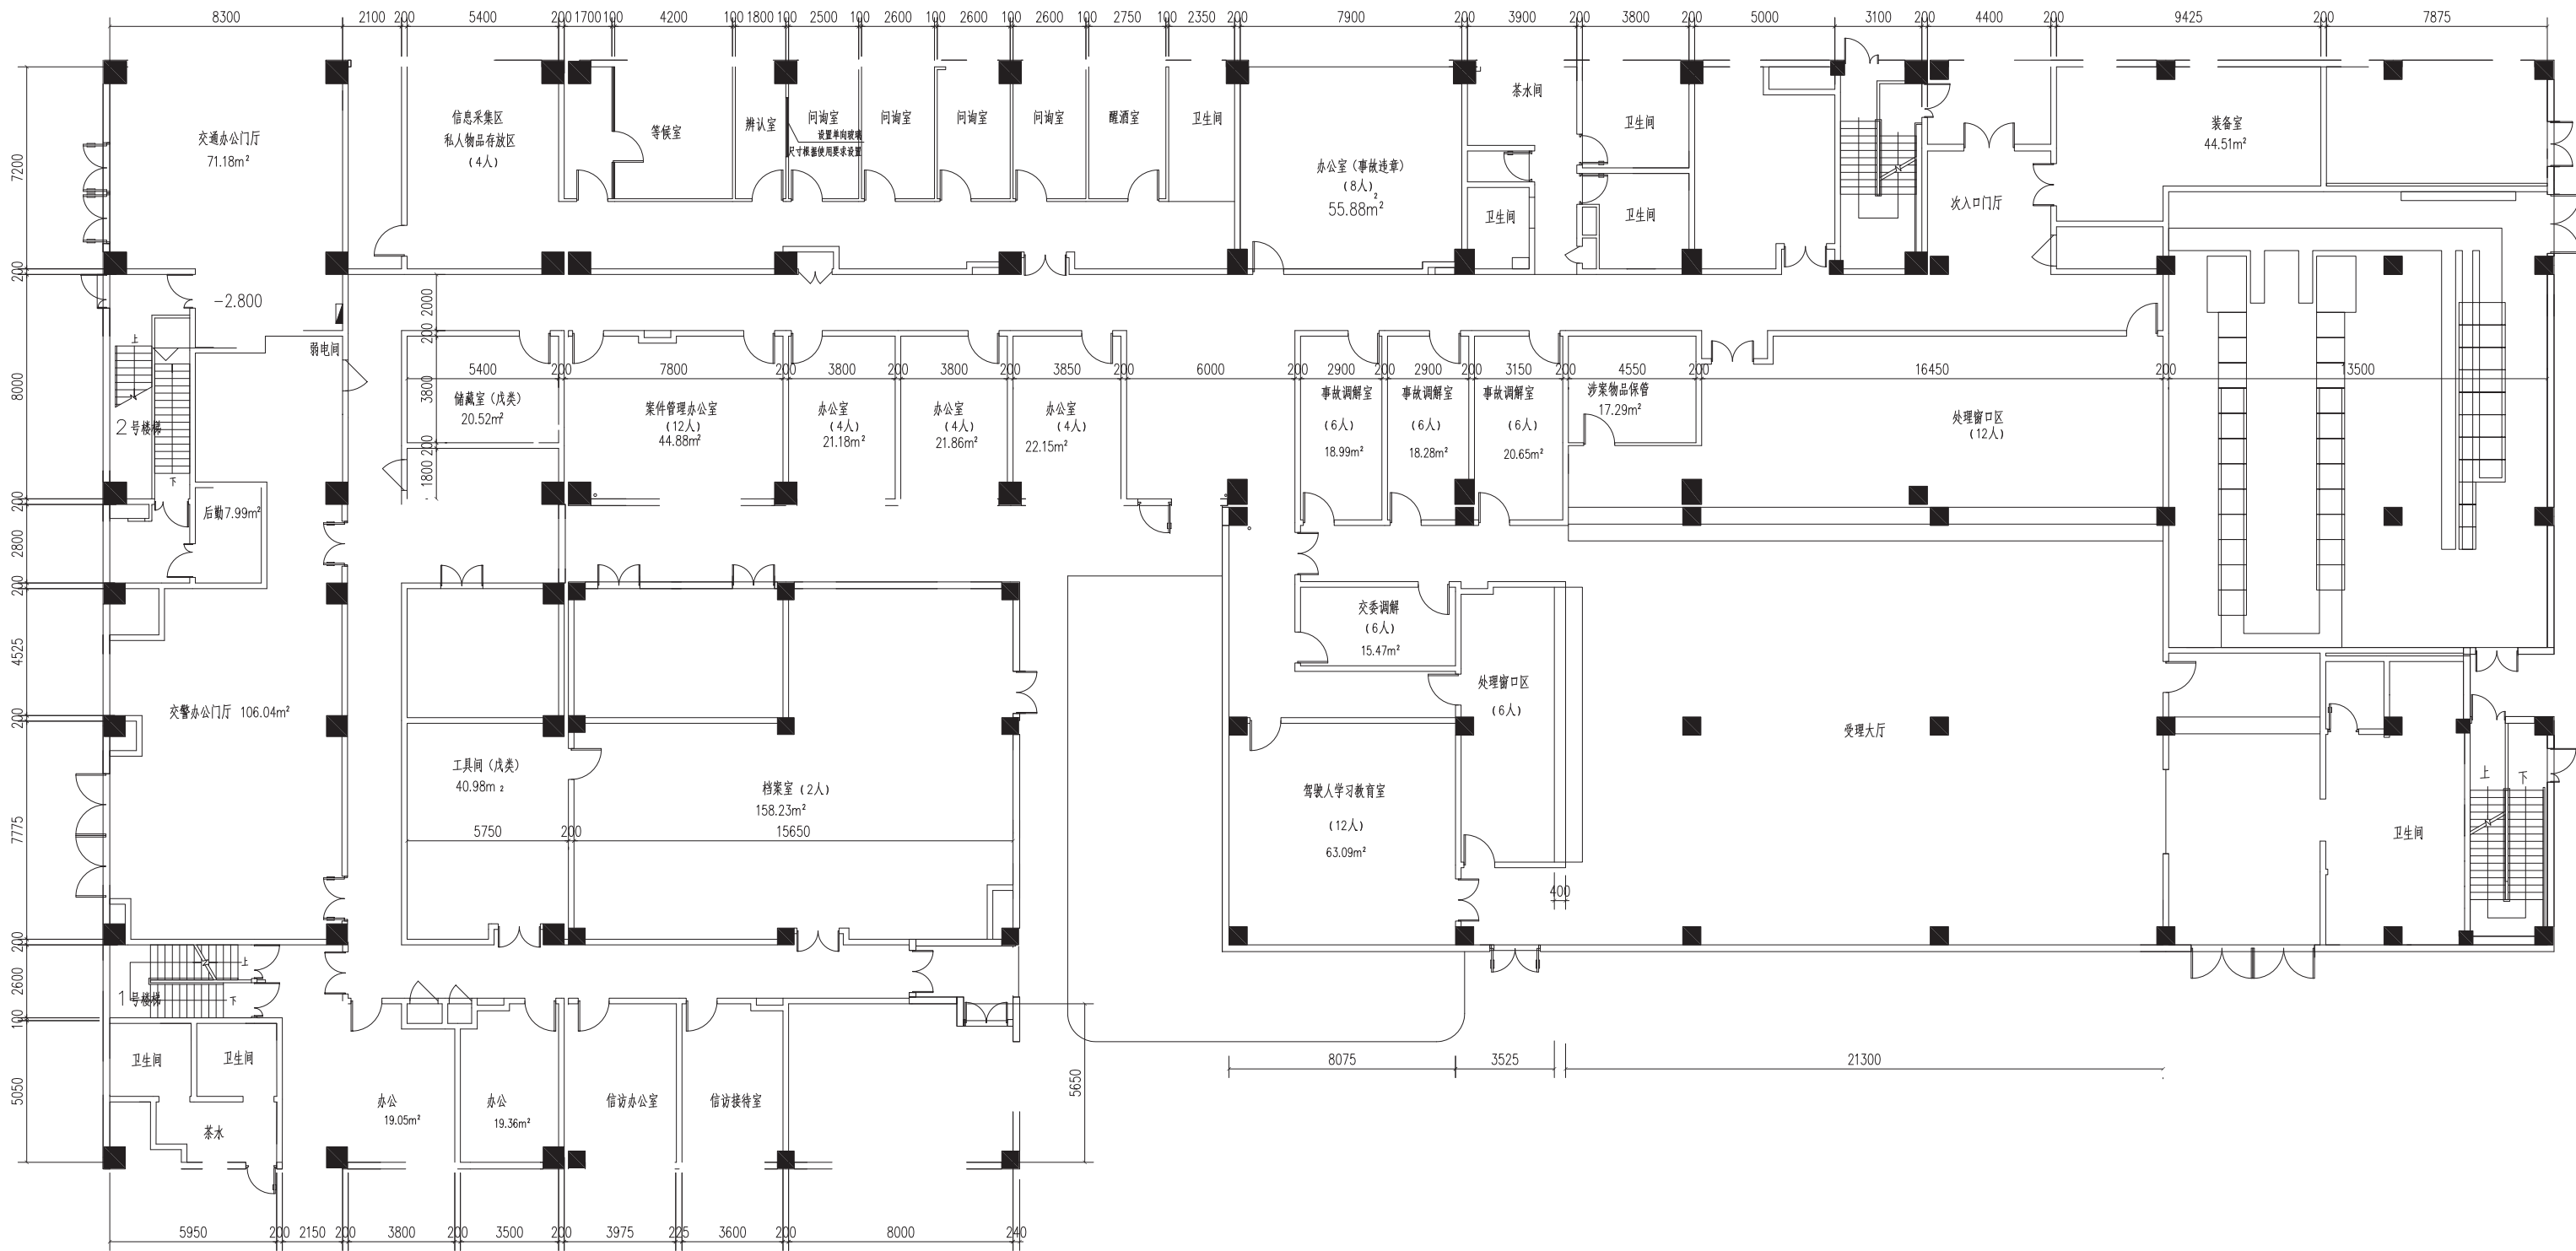 8300
2100
200
5400
200
1700
100
4200
100
1800
100
2500
100
2600
100
2600
100
2600
100
2750
100
2350
200
7900
200
3900
200
3800
200
5000
3100
200
4400
200
9425
200
7875
7200
200
8000
200
2800
200
4525
200
7775
200
2600
100
5050
交通办公门厅
71.18m²
信息采集区
私人物品存放区
(4人)
等候室
辨认室
问询室
设置单向玻璃
尺寸根据使用要求设置
问询室
问询室
问询室
醒酒室
卫生间
办公室(事故违章)
(8人)
55.88m²
茶水间
卫生间
卫生间
卫生间
次入口门厅
装备室
44.51m²
-2.800
弱电间
上
2号楼梯
下
后勤7.99m²
2000
200
3800
200
1800
5400
200
7800
200
3800
200
3800
200
3850
200
6000
200
2900
200
2900
200
3150
200
4550
200
16450
200
13500
储藏室(戊类)
20.52m²
案件管理办公室
(12人)
44.88m²
办公室
(4人)
21.18m²
办公室
(4人)
21.86m²
办公室
(4人)
22.15m²
事故调解室
(6人)
18.99m²
事故调解室
(6人)
18.28m²
事故调解室
(6人)
20.65m²
涉案物品保管
17.29m²
处理窗口区
(12人)
交委调解
(6人)
15.47m²
处理窗口区
(6人)
受理大厅
交警办公门厅 106.04m²
工具间(戊类)
40.98m²
档案室(2人)
158.23m²
5750
200
15650
驾驶人学习教育室
(12人)
63.09m²
400
上
下
卫生间
上
1号楼梯
下
卫生间
卫生间
茶水
办公
19.05m²
办公
19.36m²
信访办公室
信访接待室
5650
8075
3525
21300
5950
200
2150
200
3800
200
3500
200
3975
225
3600
200
8000
240